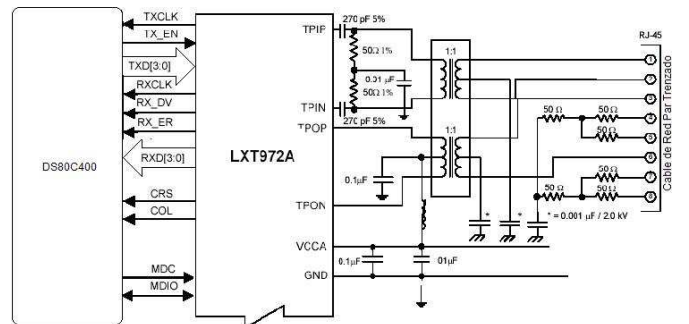 TXCLK
TX_EN
TXD[3:0]
RXCLK
RX_DV
RX_ER
RXD[3:0]
CRS
COL
MDC
MDIO
DS80C400
LXT972A
TPIP
TPIN
TPOP
TPON
VCCA
GND
270 pF 5%
50Ω 1%
0.01 µF
50Ω 1%
270 pF 5%
1:1
1:1
0.1µF
0.1µF
01µF
* * * = 0.001 µF / 2.0 kV
50 Ω
50 Ω
50 Ω
50 Ω
50 Ω
50 Ω
RJ-45
1
2
3
4
5
6
7
8
Cable de Red Par Trenzado